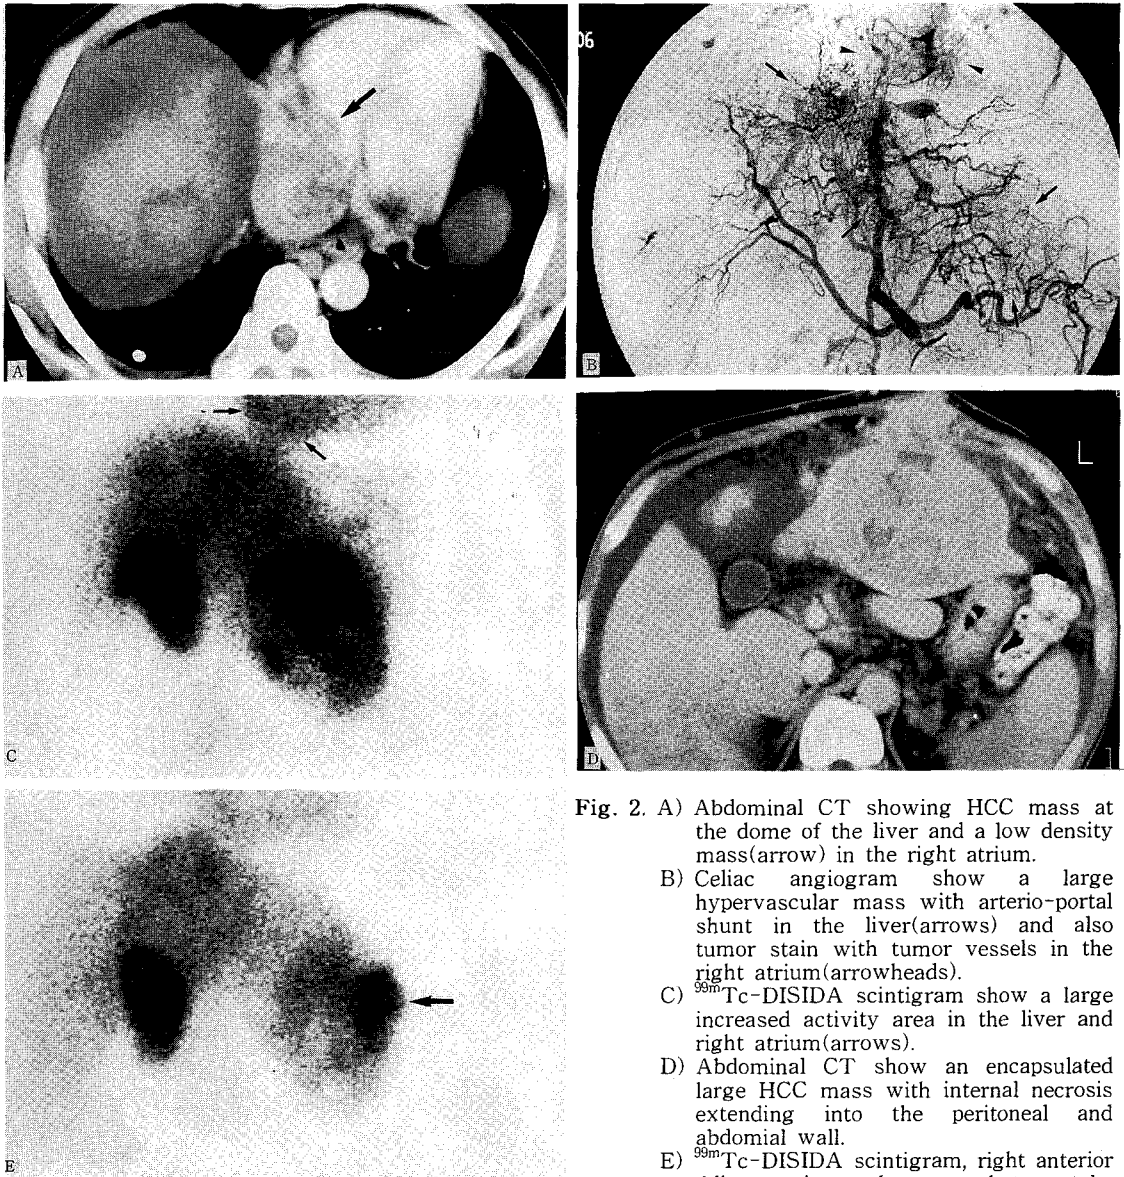 A
06
B
C
L
D
E
Fig. 2. A) Abdominal CT showing HCC mass at
the dome of the liver and a low density
mass(arrow) in the right atrium.
B) Celiac angiogram show a large
hypervascular mass with arterio-portal
shunt in the liver(arrows) and also
tumor stain with tumor vessels in the
right atrium(arrowheads).
C) ⁹⁹ᵐTc-DISIDA scintigram show a large
increased activity area in the liver and
right atrium(arrows).
D) Abdominal CT show an encapsulated
large HCC mass with internal necrosis
extending into the peritoneal and
abdomial wall.
E) ⁹⁹ᵐTc-DISIDA scintigram, right anterior